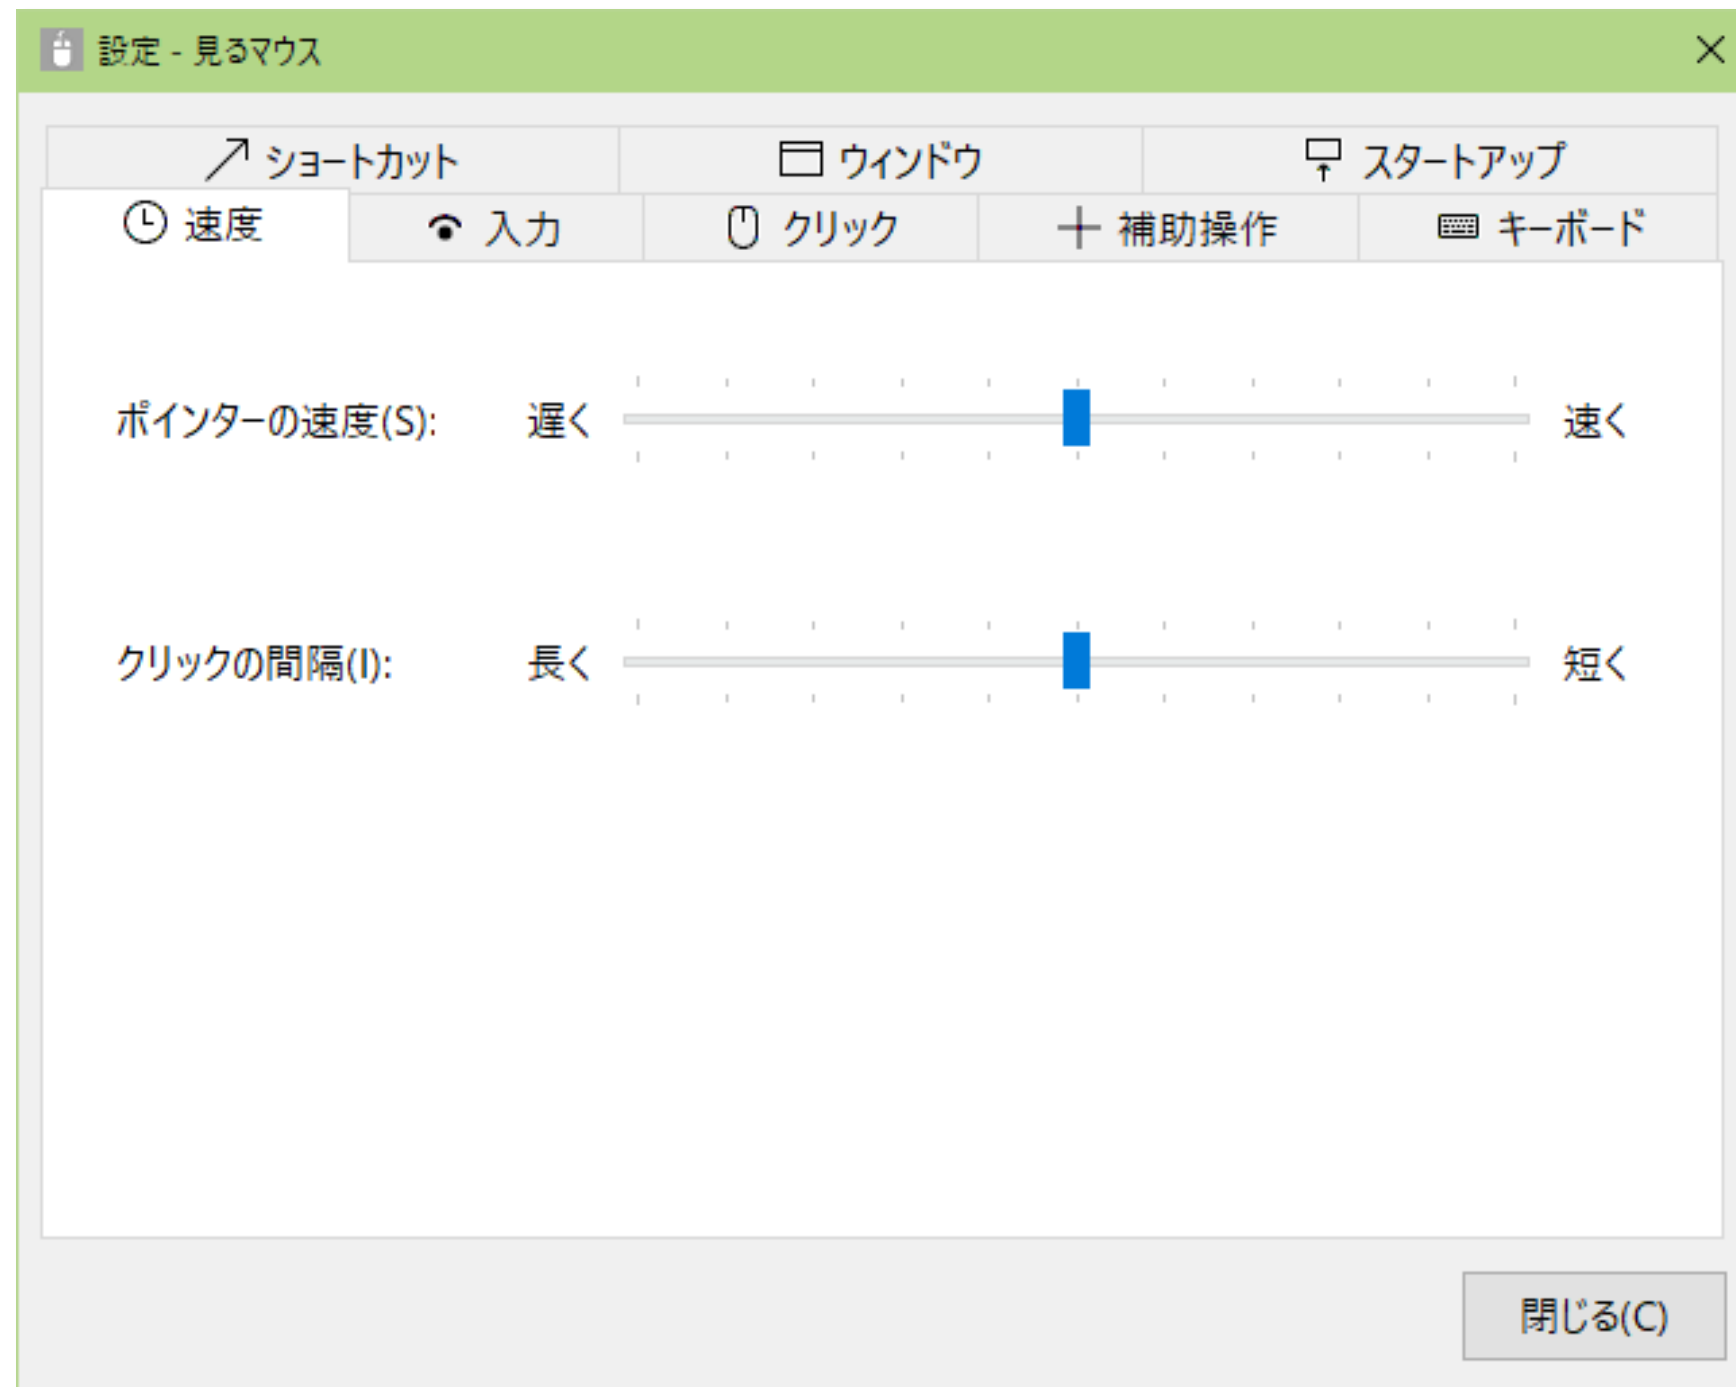 設定 - 見るマウス
ショートカット ウィンドウ スタートアップ
速度 入力 クリック 補助操作 キーボード
ポインターの速度(S): 遅く 速く
クリックの間隔(I): 長く 短く
閉じる(C)